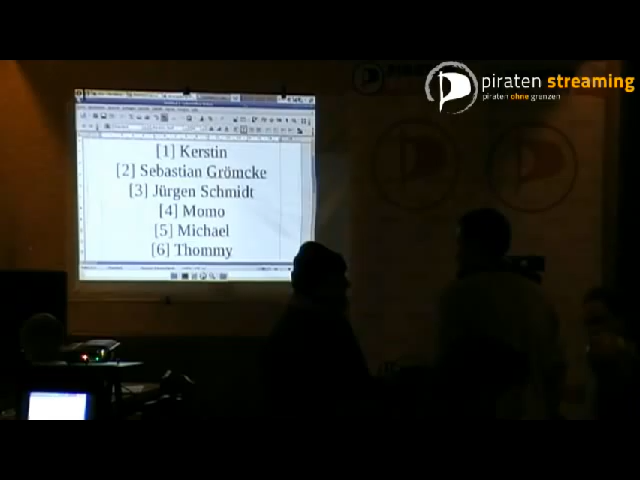 piraten streaming
piraten ohne grenzen
[1] Kerstin
[2] Sebastian Grömcke
[3] Jürgen Schmidt
[4] Momo
[5] Michael
[6] Thommy